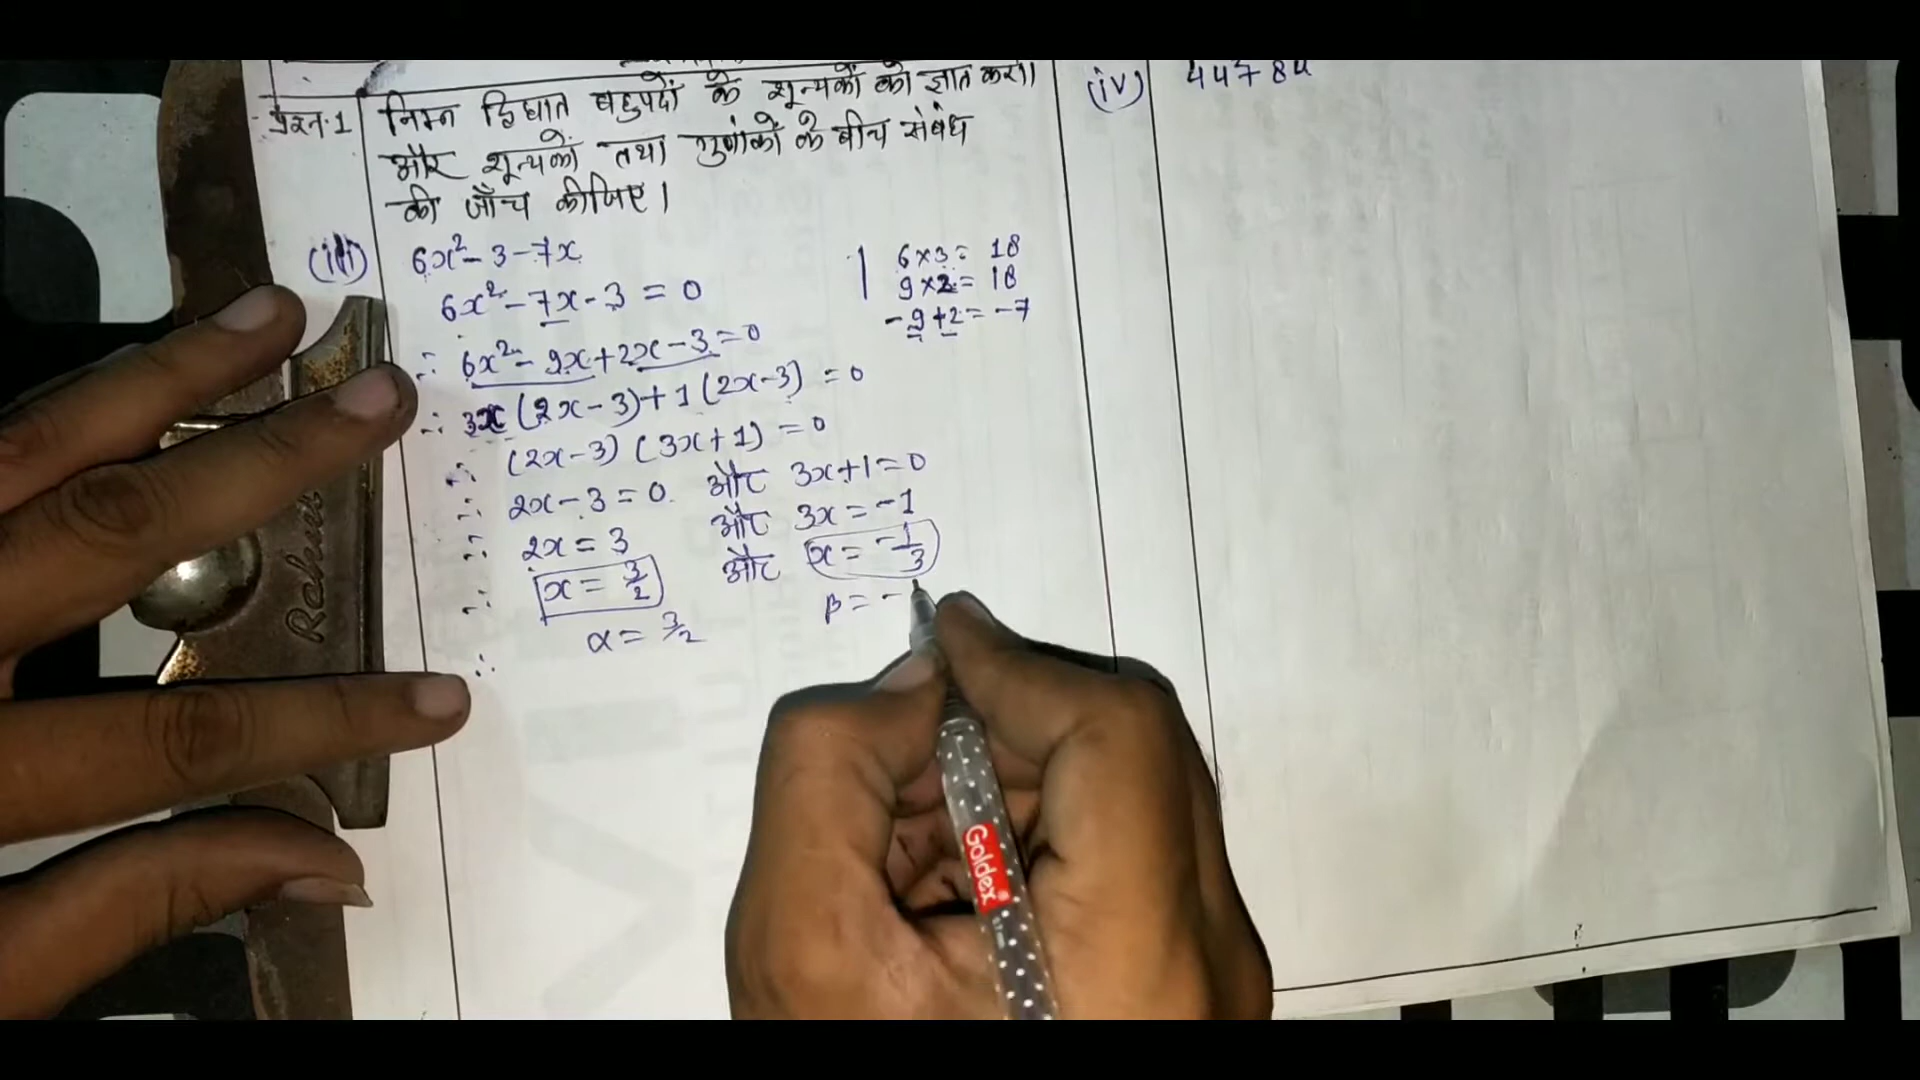 प्रश्न.1 निम्न द्विघात बहुपदों के शून्यकों को ज्ञात करो।
और शून्यकों तथा गुणांकों के बीच संबंध
की जाँच कीजिए।
(iii) 6x² - 3 - 7x
6x² - 7x - 3 = 0
∴ 6x² - 9x + 2x - 3 = 0
∴ 3x (2x - 3) + 1 (2x - 3) = 0
∴ (2x - 3) (3x + 1) = 0
∴ 2x - 3 = 0. और 3x + 1 = 0
∴ 2x = 3 और 3x = -1
∴ x = 3/2 और x = -1/3
∴ α = 3/2 β = -
6 × 3 = 18
9 × 2 = 18
-9 + 2 = -7
(iv)
Rahul
Goldex